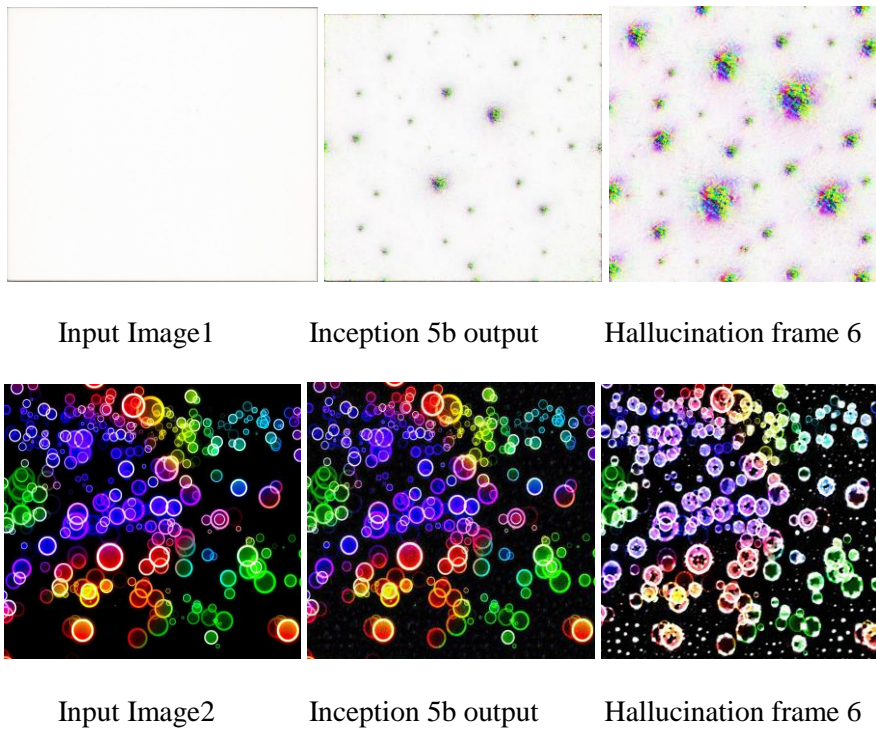 Input Image1 Inception 5b output Hallucination frame 6
Input Image2 Inception 5b output Hallucination frame 6